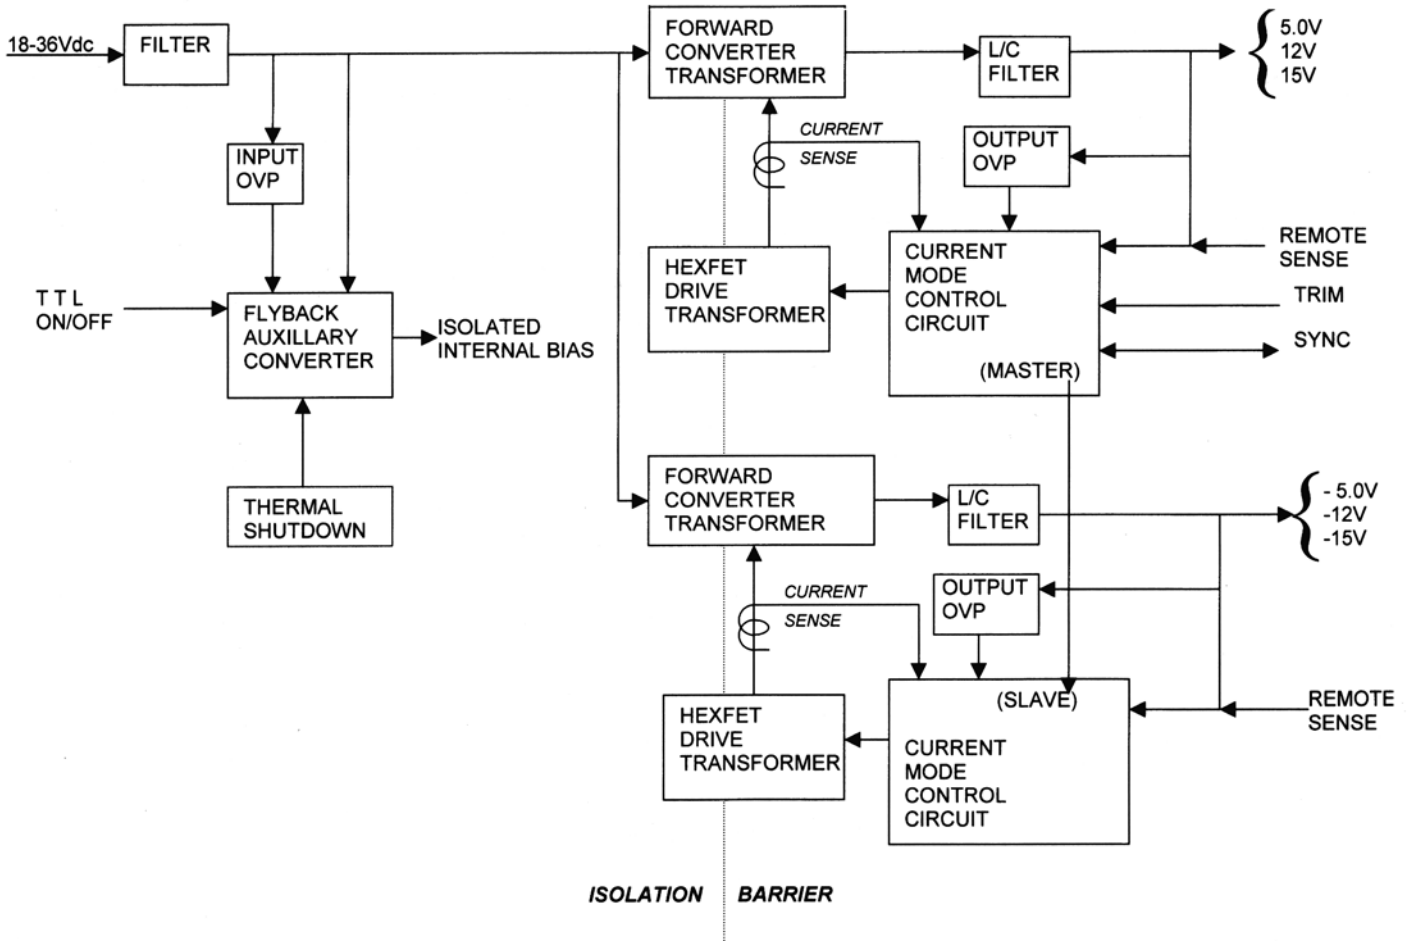 18-36Vdc
FILTER
FORWARD
CONVERTER
TRANSFORMER
L/C
FILTER
5.0V
12V
15V
INPUT
OVP
CURRENT
SENSE
OUTPUT
OVP
HEXFET
DRIVE
TRANSFORMER
CURRENT
MODE
CONTROL
CIRCUIT
(MASTER)
REMOTE
SENSE
TRIM
SYNC
T T L
ON/OFF
FLYBACK
AUXILLARY
CONVERTER
ISOLATED
INTERNAL BIAS
THERMAL
SHUTDOWN
FORWARD
CONVERTER
TRANSFORMER
L/C
FILTER
- 5.0V
-12V
-15V
CURRENT
SENSE
OUTPUT
OVP
HEXFET
DRIVE
TRANSFORMER
(SLAVE)
CURRENT
MODE
CONTROL
CIRCUIT
REMOTE
SENSE
ISOLATION BARRIER